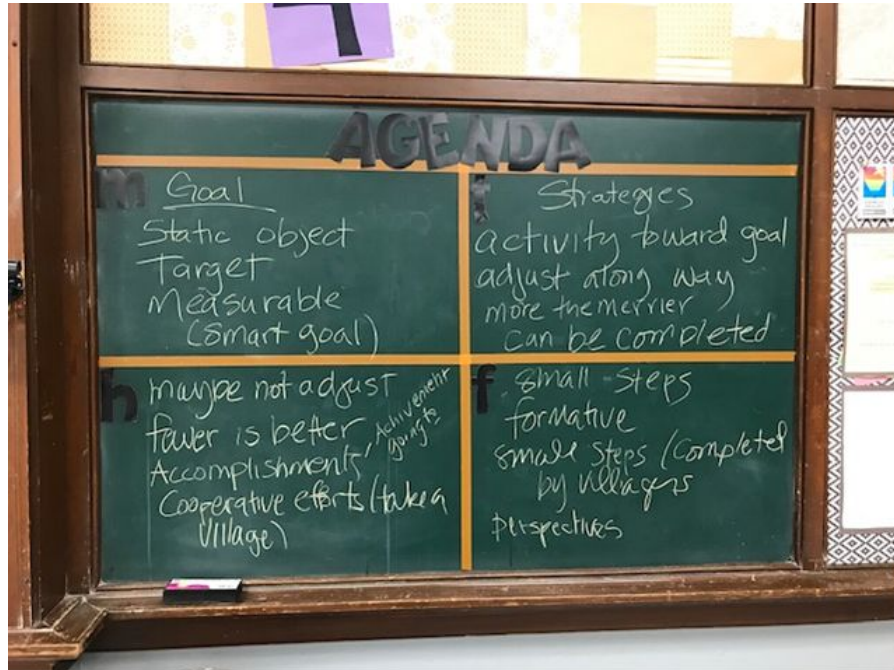 AGENDA
m
Goal
Static object
Target
Measurable
(smart goal)
t
Strategies
activity toward goal
adjust along way
more the merrier
can be completed
h
maybe not adjust
fewer is better
Accomplishments, Achivement
going to
Cooperative efforts (take a
village)
f
small steps
formative
small steps (completed
by villagers
perspectives